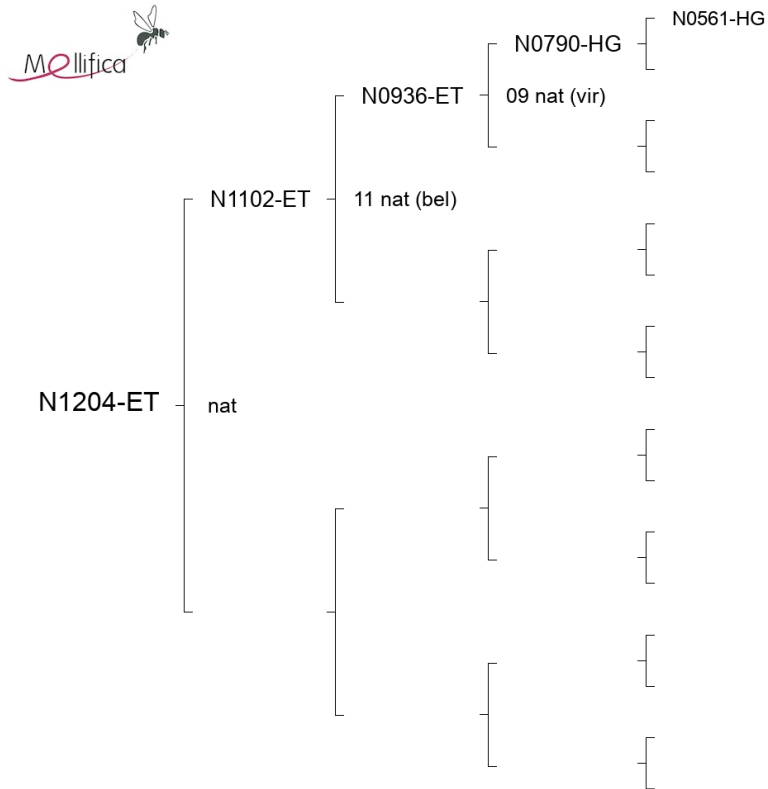 Mellifica
N0561-HG
N0790-HG
N0936-ET
09 nat (vir)
N1102-ET
11 nat (bel)
N1204-ET
nat